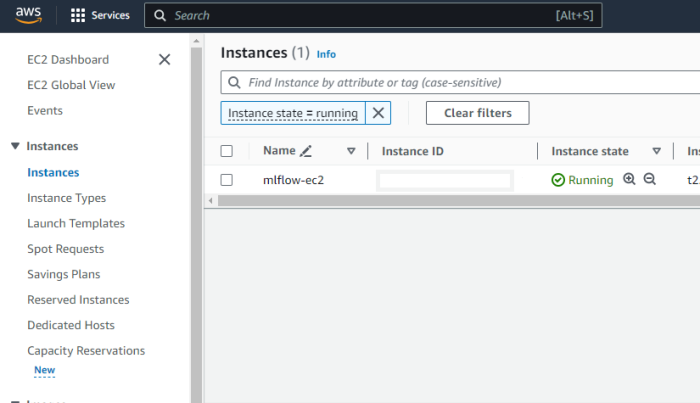 aws
Services
Search
[Alt+S]
EC2 Dashboard
EC2 Global View
Events
Instances
Instances
Instance Types
Launch Templates
Spot Requests
Savings Plans
Reserved Instances
Dedicated Hosts
Capacity Reservations
New
Instances (1) Info
Find Instance by attribute or tag (case-sensitive)
Instance state = running
Clear filters
Name
Instance ID
Instance state
mlflow-ec2
Running
t2